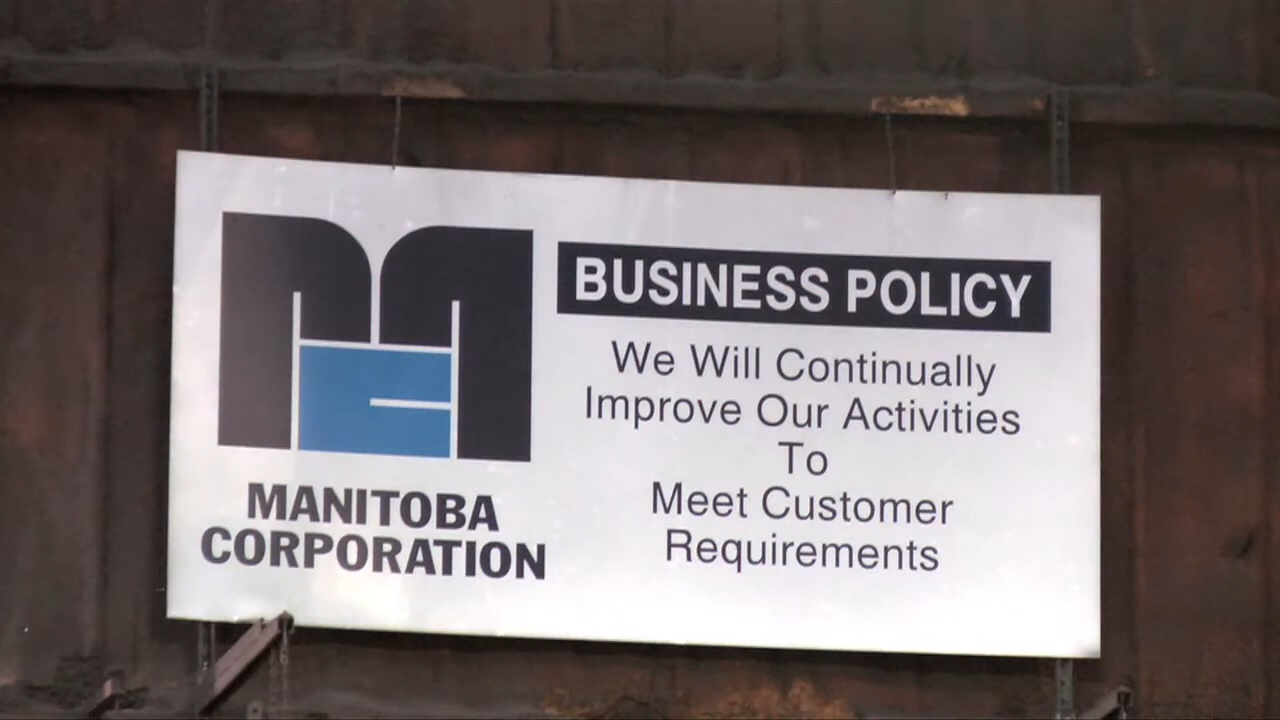 BUSINESS POLICY
We Will Continually
Improve Our Activities
To
Meet Customer
Requirements
MANITOBA
CORPORATION